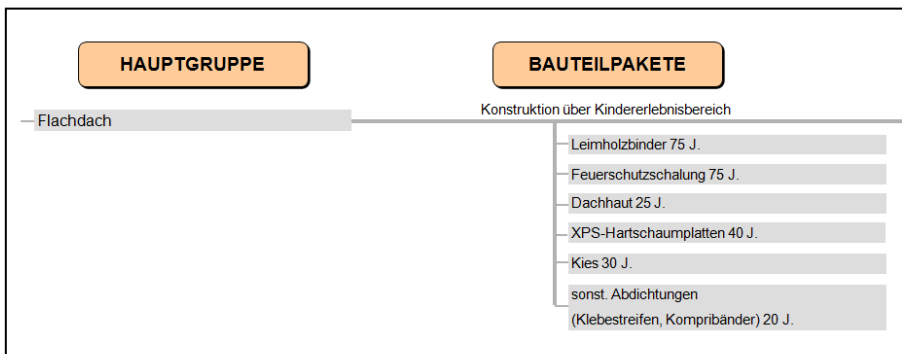 HAUPTGRUPPE
BAUTEILPAKETE
Konstruktion über Kindererlebnisbereich
Flachdach
Leimholzbinder 75 J.
Feuerschutzschalung 75 J.
Dachhaut 25 J.
XPS-Hartschaumplatten 40 J.
Kies 30 J.
sonst. Abdichtungen
(Klebestreifen, Kompribänder) 20 J.